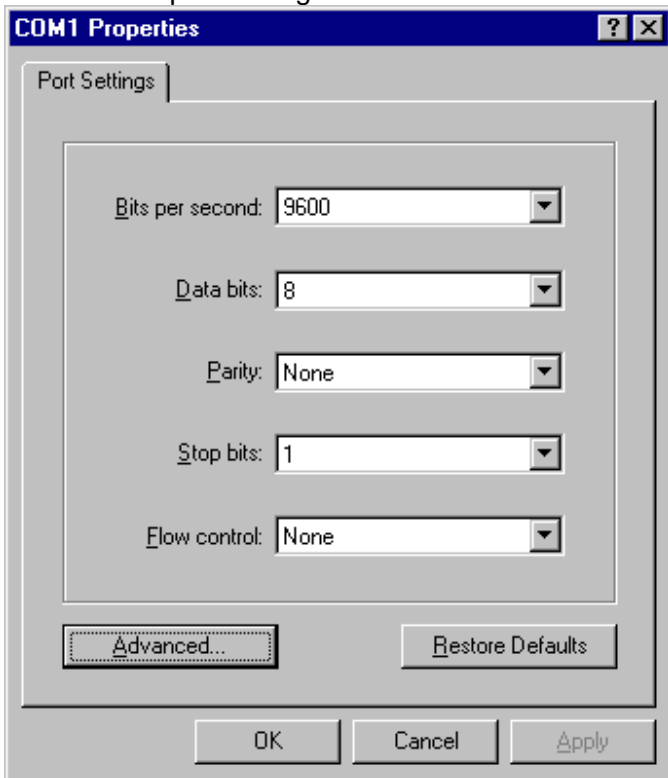 COM1 Properties
Port Settings
Bits per second: 9600
Data bits: 8
Parity: None
Stop bits: 1
Flow control: None
Advanced... Restore Defaults
OK Cancel Apply